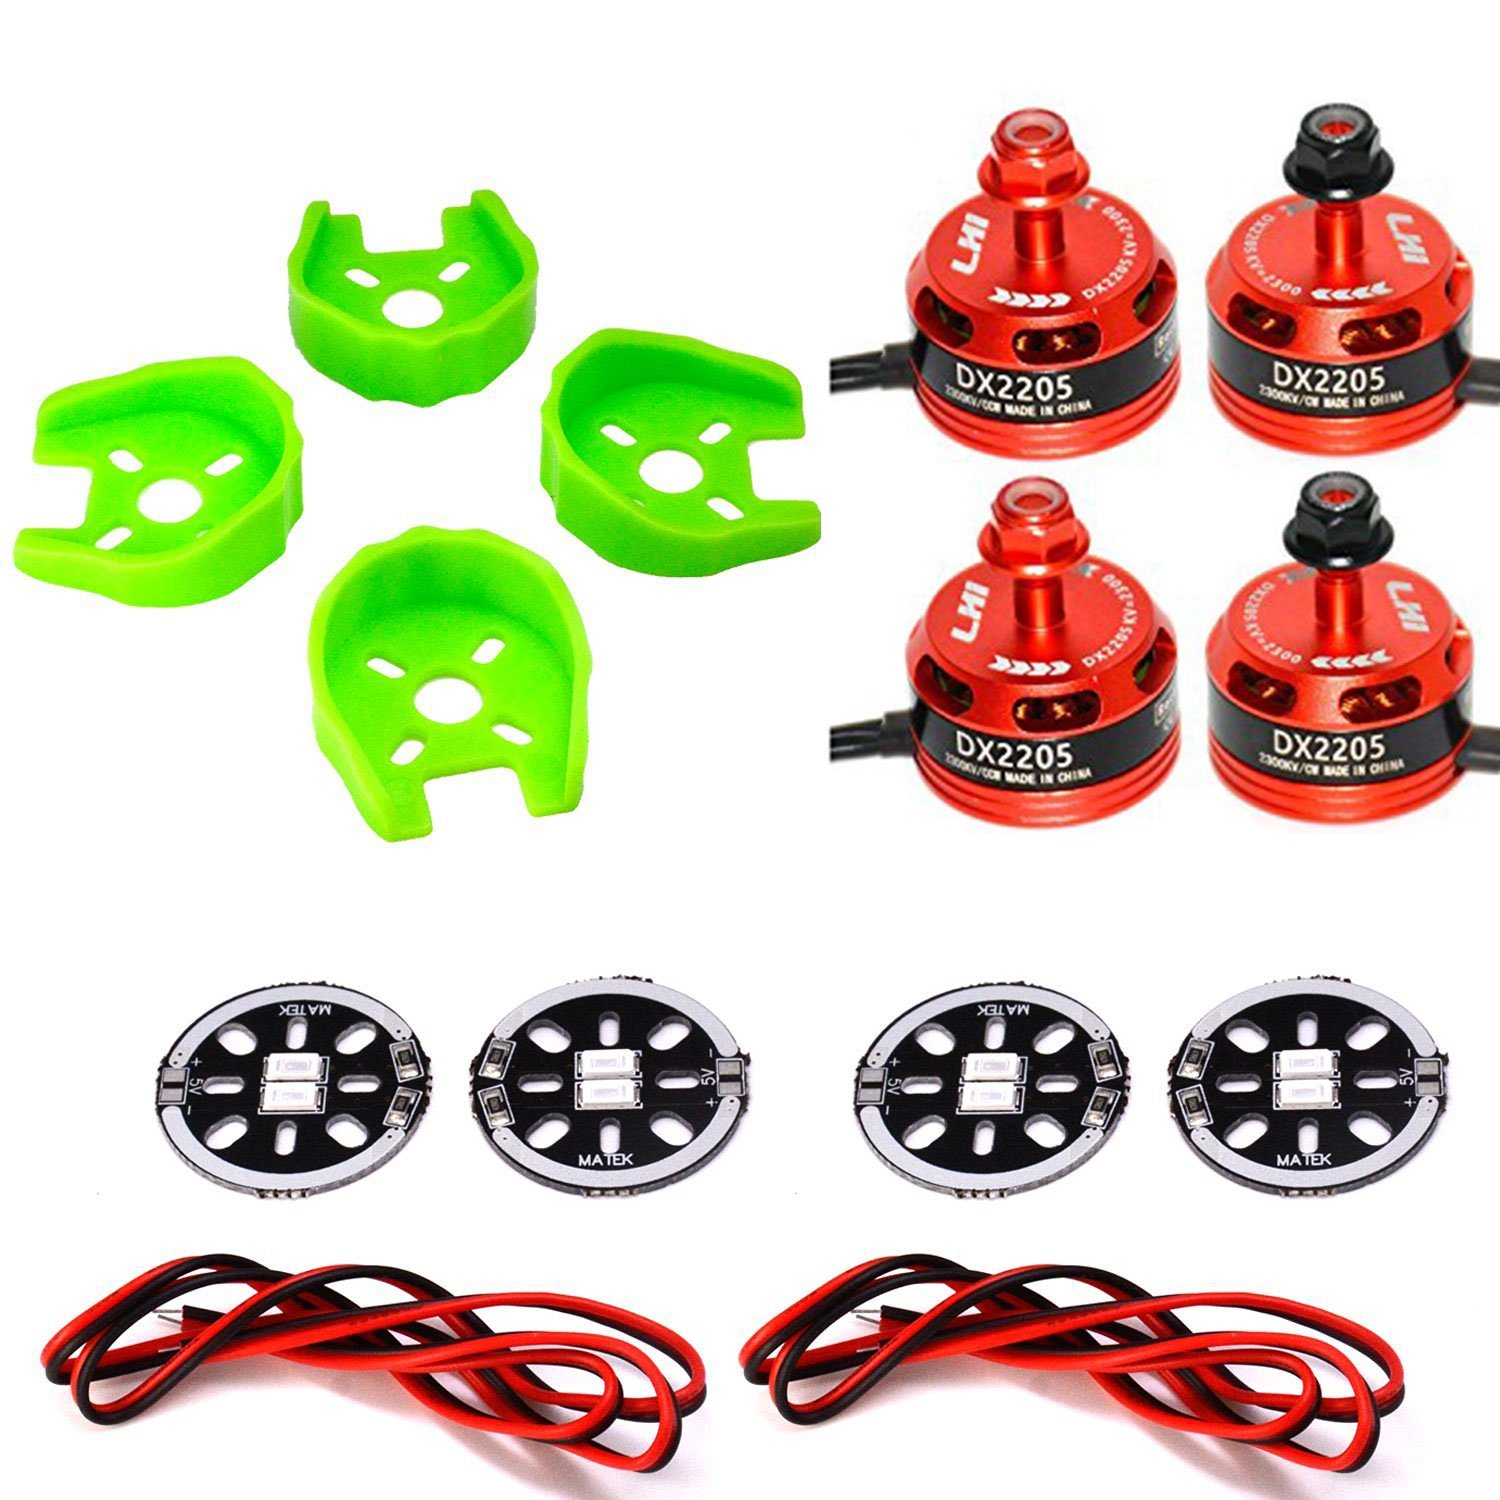 LHI
DX2205 KV=2300
DX2205
2300KV/CCW MADE IN CHINA
DX2205 KV=2300
LHI
DX2205
2300KV/CW MADE IN CHINA
LHI
DX2205 KV=2300
DX2205
2300KV/CCW MADE IN CHINA
DX2205 KV=2300
LHI
DX2205
2300KV/CW MADE IN CHINA
MATEK
+ 5V -
- 5V +
MATEK
MATEK
+ 5V -
- 5V +
MATEK